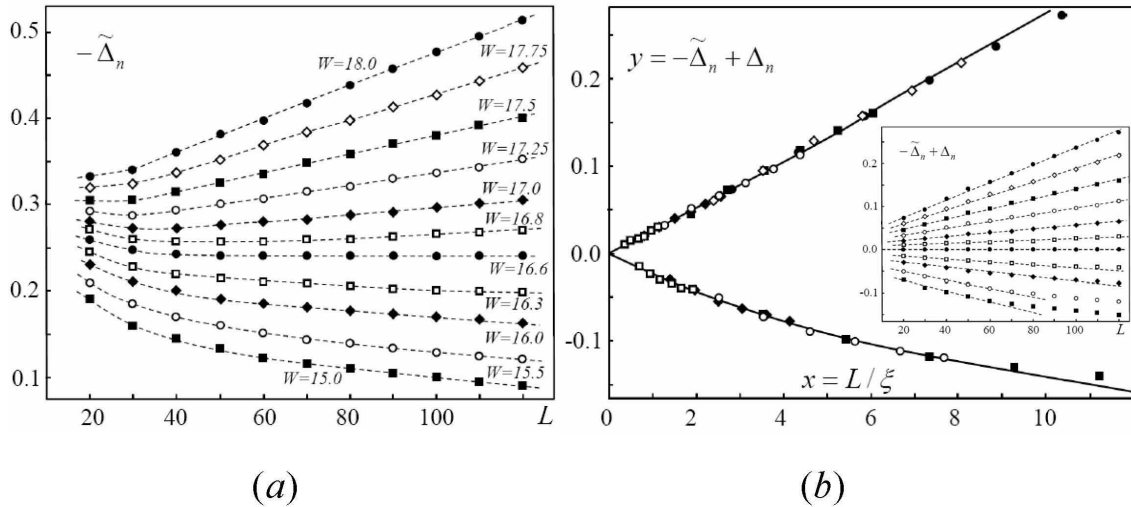 0.5
0.4
0.3
0.2
0.1
− Δ̃ₙ
W=18.0
W=17.75
W=17.5
W=17.25
W=17.0
W=16.8
W=16.6
W=16.3
W=16.0
W=15.5
W=15.0
20 40 60 80 100 L
(a)
0.2
0.1
0.0
-0.1
y = −Δ̃ₙ + Δₙ
x = L / ξ
0 2 4 6 8 10
0.2
0.1
0.0
-0.1
−Δ̃ₙ + Δₙ
20 40 60 80 100 L
(b)